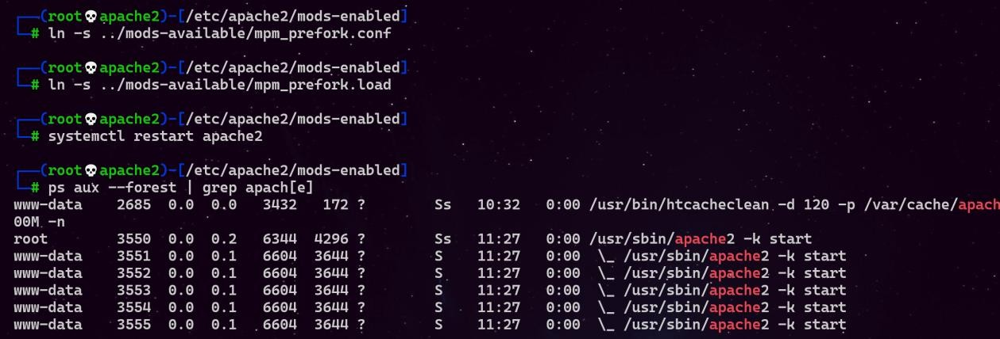 ┌──(root💀apache2)-[/etc/apache2/mods-enabled]
└─# ln -s ../mods-available/mpm_prefork.conf
┌──(root💀apache2)-[/etc/apache2/mods-enabled]
└─# ln -s ../mods-available/mpm_prefork.load
┌──(root💀apache2)-[/etc/apache2/mods-enabled]
└─# systemctl restart apache2
┌──(root💀apache2)-[/etc/apache2/mods-enabled]
└─# ps aux --forest | grep apach[e]
www-data    2685  0.0  0.0   3432   172 ?        Ss   10:32   0:00 /usr/bin/htcacheclean -d 120 -p /var/cache/apach
00M -n
root        3550  0.0  0.2   6344  4296 ?        Ss   11:27   0:00 /usr/sbin/apache2 -k start
www-data    3551  0.0  0.1   6604  3644 ?        S    11:27   0:00  \_ /usr/sbin/apache2 -k start
www-data    3552  0.0  0.1   6604  3644 ?        S    11:27   0:00  \_ /usr/sbin/apache2 -k start
www-data    3553  0.0  0.1   6604  3644 ?        S    11:27   0:00  \_ /usr/sbin/apache2 -k start
www-data    3554  0.0  0.1   6604  3644 ?        S    11:27   0:00  \_ /usr/sbin/apache2 -k start
www-data    3555  0.0  0.1   6604  3644 ?        S    11:27   0:00  \_ /usr/sbin/apache2 -k start